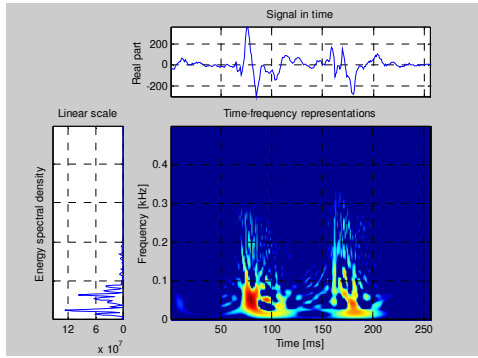 Signal in time
Real part
200
0
-200
Linear scale
Time-frequency representations
Energy spectral density
Frequency [kHz]
0.4
0.3
0.2
0.1
0
12 6 0
x 10^7
50 100 150 200 250
Time [ms]